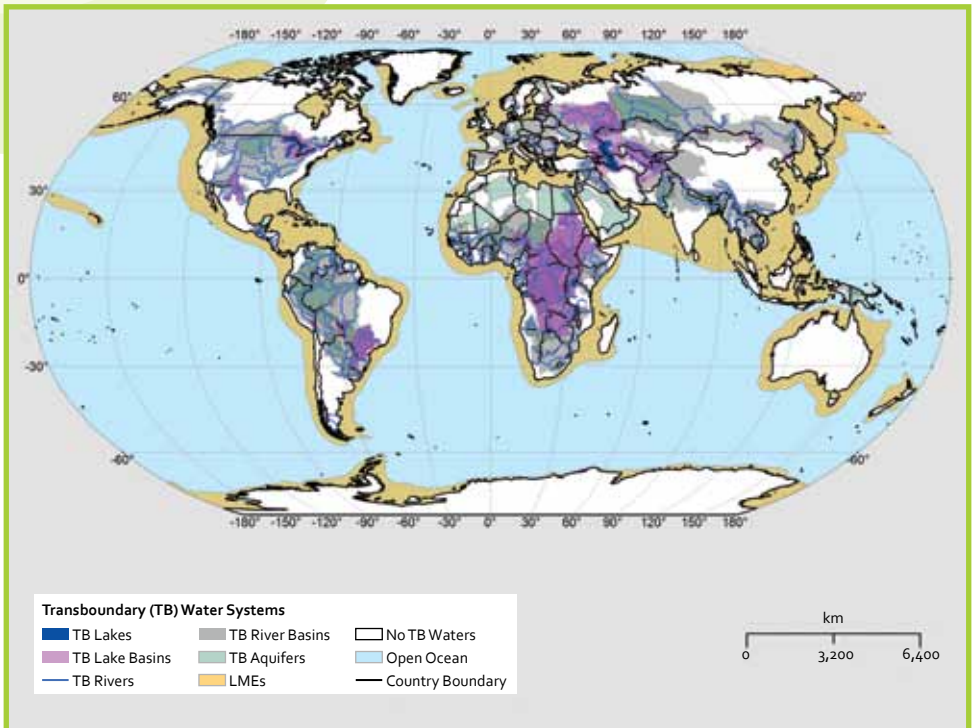 -180° -150° -120° -90° -60° -30° 0° 30° 60° 90° 120° 150° 180°
60° 60°
30° 30°
0° 0°
-30° -30°
-60° -60°
-180° -150° -120° -90° -60° -30° 0° 30° 60° 90° 120° 150° 180°
Transboundary (TB) Water Systems
TB Lakes TB River Basins No TB Waters
TB Lake Basins TB Aquifers Open Ocean
TB Rivers LMEs Country Boundary
km
0 3,200 6,400